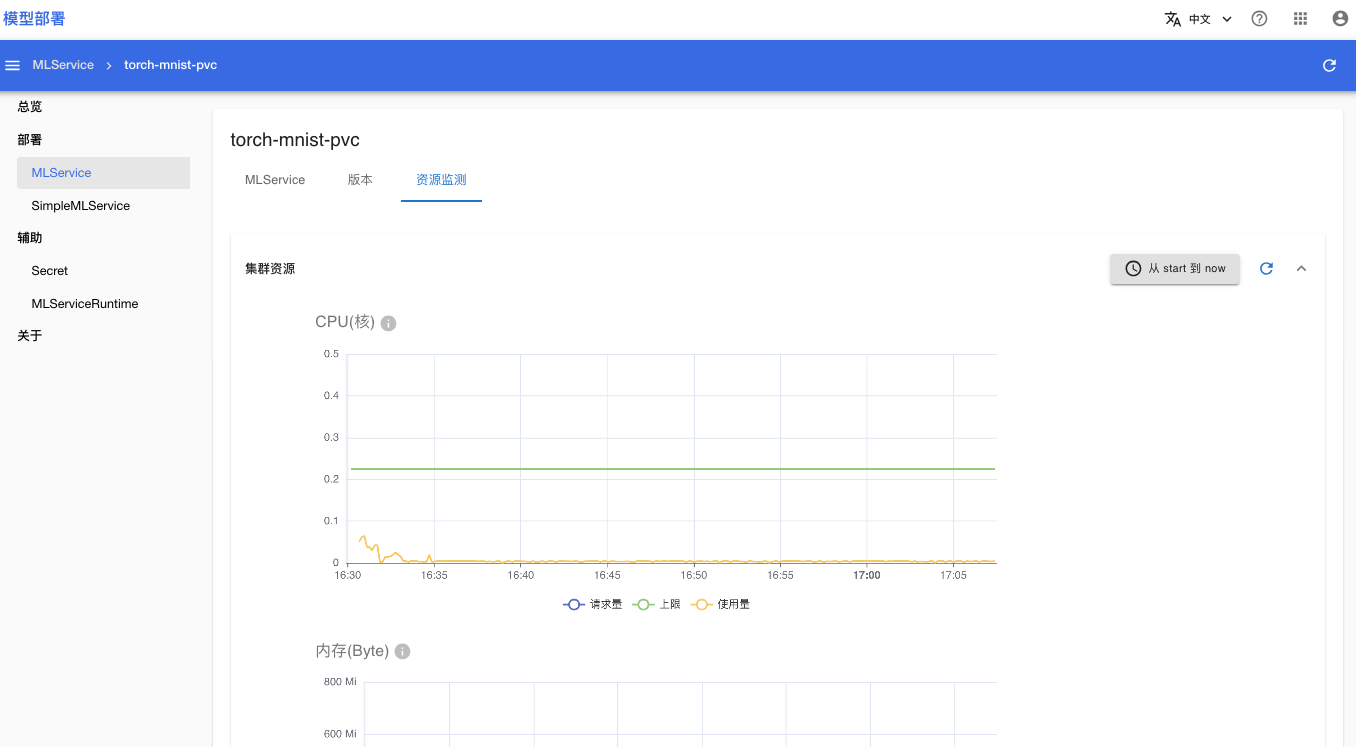 模型部署
中文
MLService
torch-mnist-pvc
总览
部署
MLService
SimpleMLService
辅助
Secret
MLServiceRuntime
关于
torch-mnist-pvc
MLService 版本 资源监测
集群资源
从 start 到 now
CPU(核)
0.5
0.4
0.3
0.2
0.1
0
16:30 16:35 16:40 16:45 16:50 16:55 17:00 17:05
请求量 上限 使用量
内存(Byte)
800 Mi
600 Mi